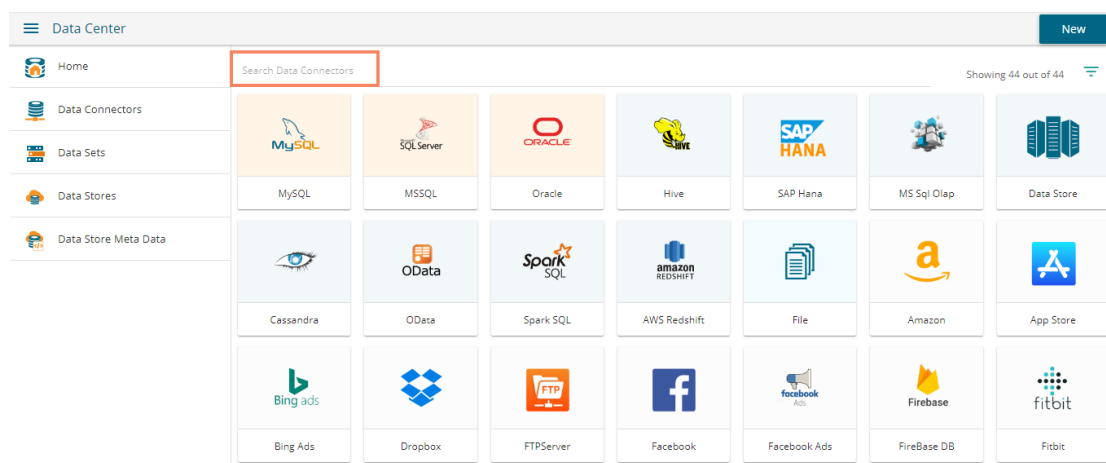 Data Center
New
Home
Data Connectors
Data Sets
Data Stores
Data Store Meta Data
Search Data Connectors
Showing 44 out of 44
MySQL
SQL Server
ORACLE
HIVE
SAP
HANA
MySQL
MSSQL
Oracle
Hive
SAP Hana
MS Sql Olap
Data Store
OData
Spark
SQL
amazon
REDSHIFT
a
Cassandra
OData
Spark SQL
AWS Redshift
File
Amazon
App Store
Bing ads
FTP
f
facebook
Ads
Firebase
fitbit
Bing Ads
Dropbox
FTPServer
Facebook
Facebook Ads
FireBase DB
Fitbit